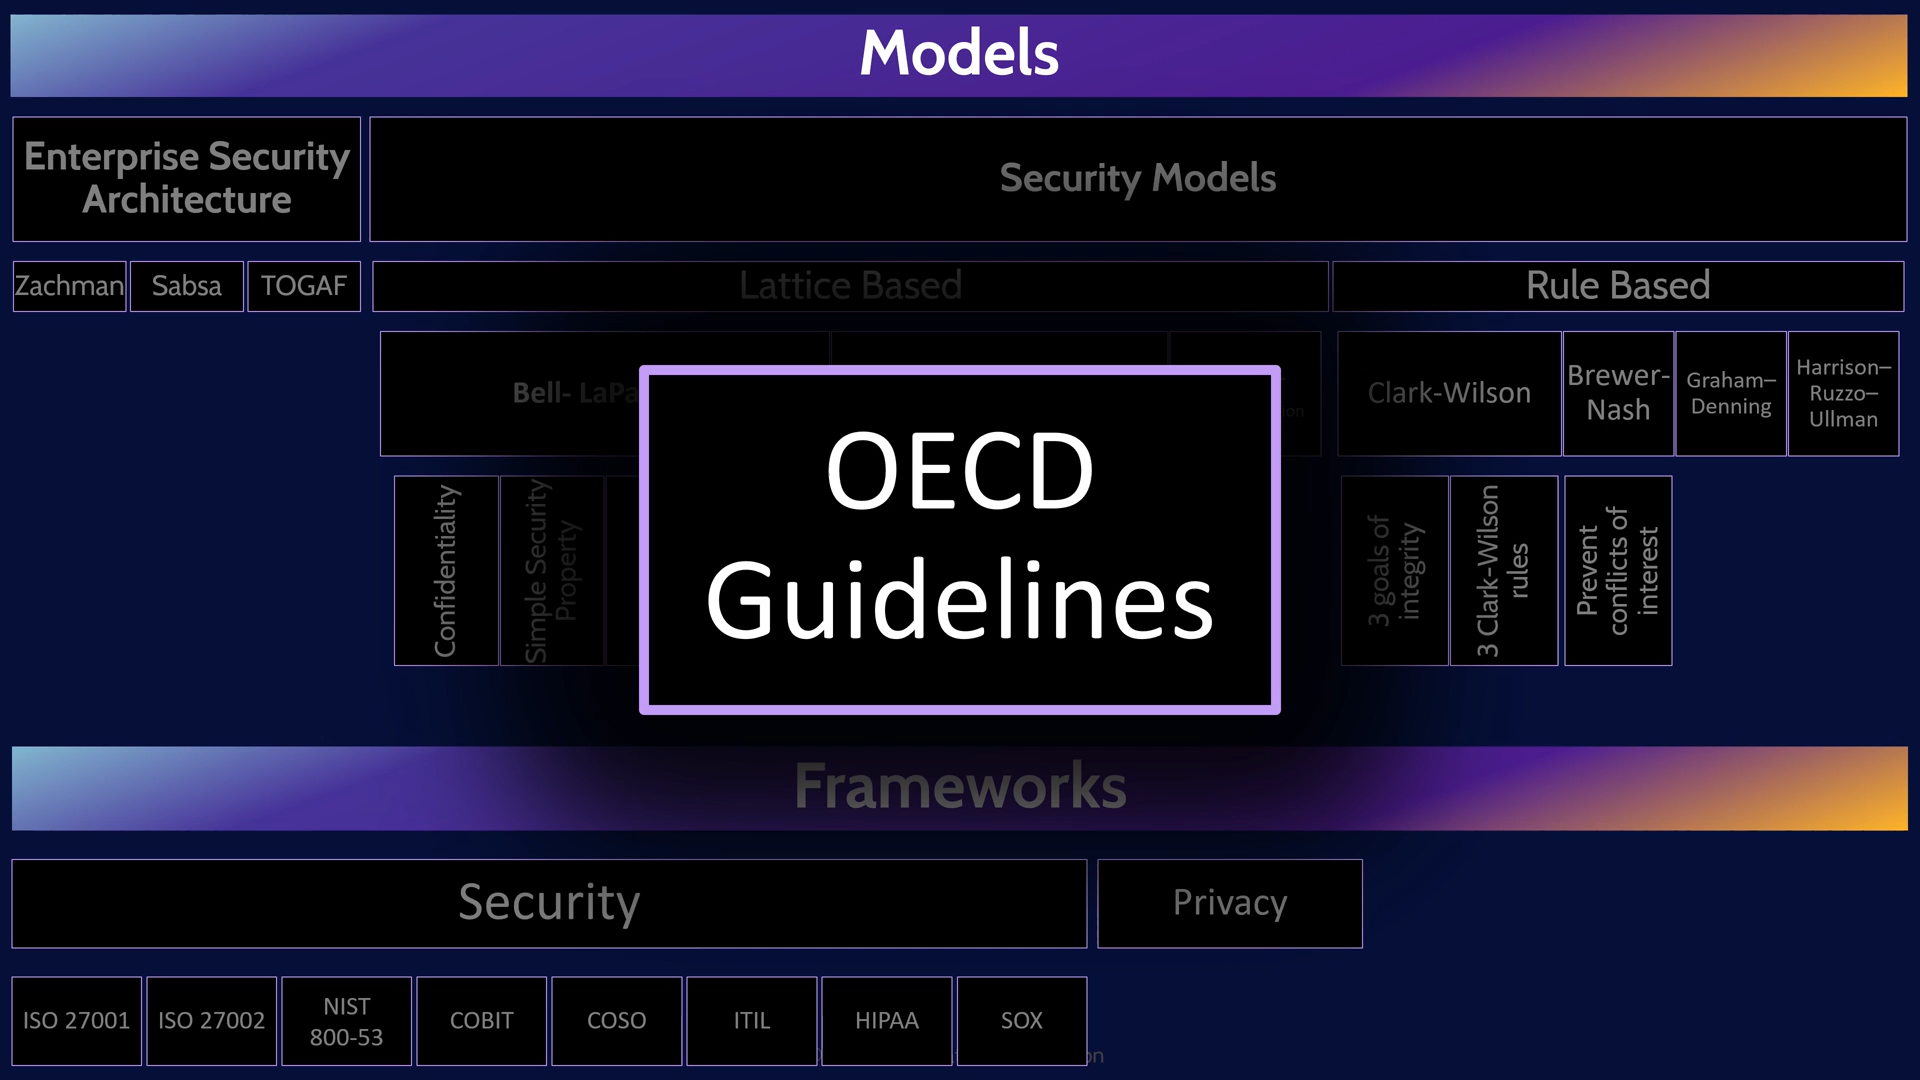 Models
Enterprise Security
Architecture
Security Models
Zachman
Sabsa
TOGAF
Lattice Based
Rule Based
Bell- LaPa
Clark-Wilson
Brewer-
Nash
Graham–
Denning
Harrison–
Ruzzo–
Ullman
OECD
Guidelines
Confidentiality
Simple Security
Property
3 goals of
integrity
3 Clark-Wilson
rules
Prevent
conflicts of
interest
Frameworks
Security
Privacy
ISO 27001
ISO 27002
NIST
800-53
COBIT
COSO
ITIL
HIPAA
SOX